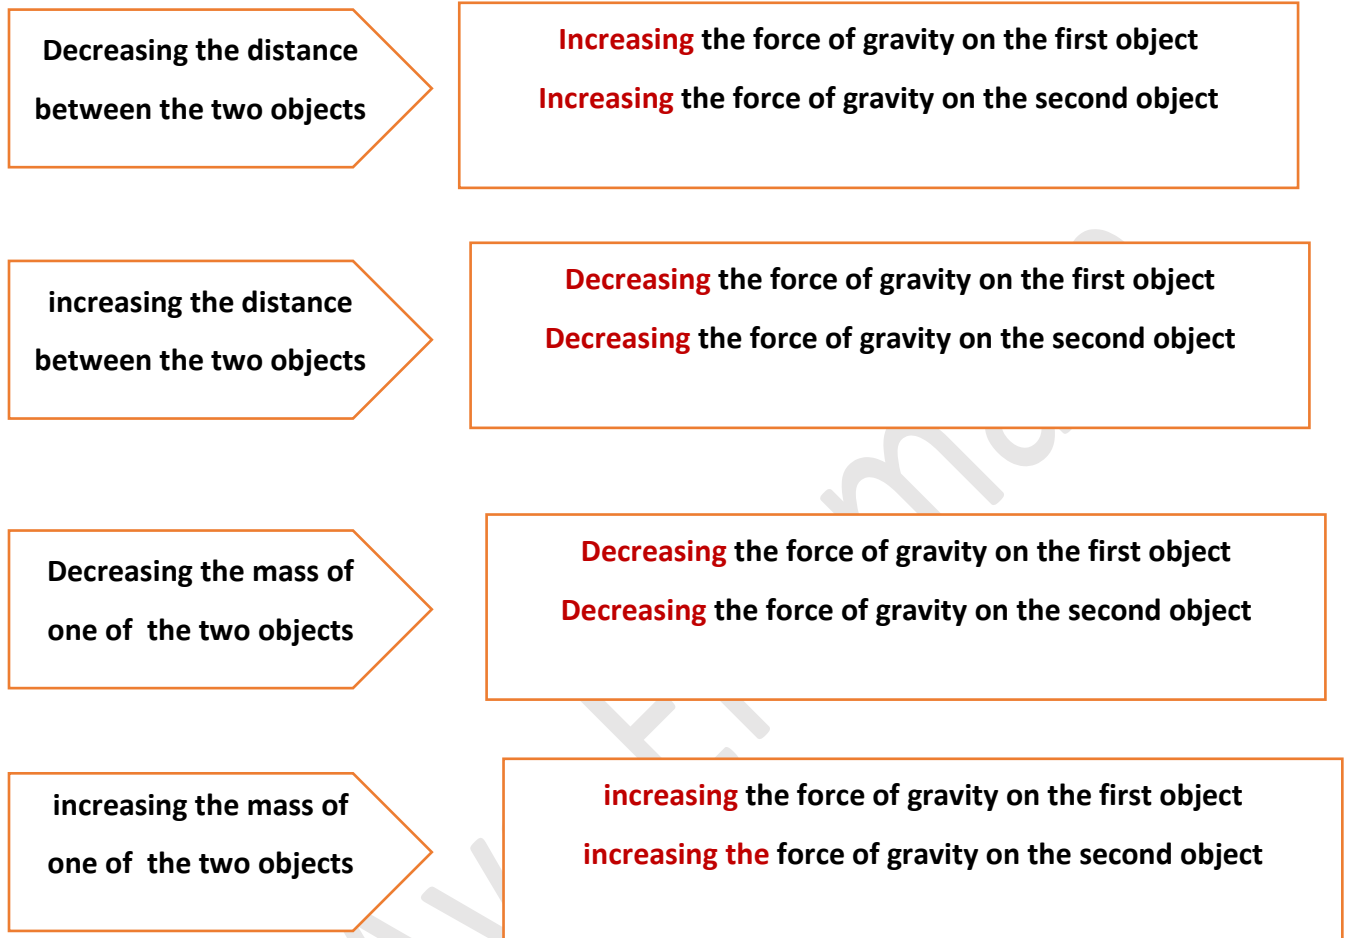 Decreasing the distance
between the two objects
Increasing the force of gravity on the first object
Increasing the force of gravity on the second object
increasing the distance
between the two objects
Decreasing the force of gravity on the first object
Decreasing the force of gravity on the second object
Decreasing the mass of
one of  the two objects
Decreasing the force of gravity on the first object
Decreasing the force of gravity on the second object
increasing the mass of
one of  the two objects
increasing the force of gravity on the first object
increasing the force of gravity on the second object